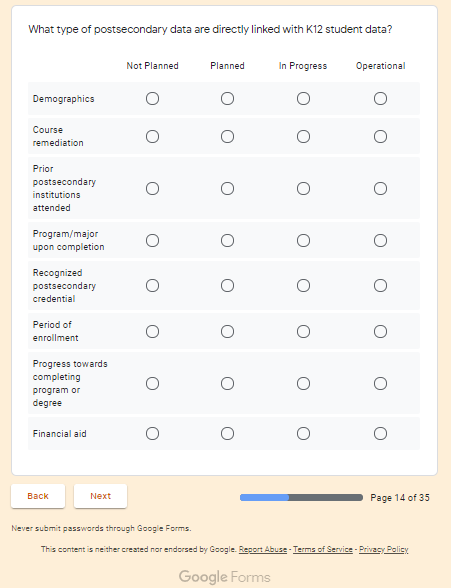 What type of postsecondary data are directly linked with K12 student data?
Not Planned Planned In Progress Operational
Demographics
Course
remediation
Prior
postsecondary
institutions
attended
Program/major
upon completion
Recognized
postsecondary
credential
Period of
enrollment
Progress towards
completing
program or
degree
Financial aid
Back Next Page 14 of 35
Never submit passwords through Google Forms.
This content is neither created nor endorsed by Google. Report Abuse - Terms of Service - Privacy Policy
Google Forms